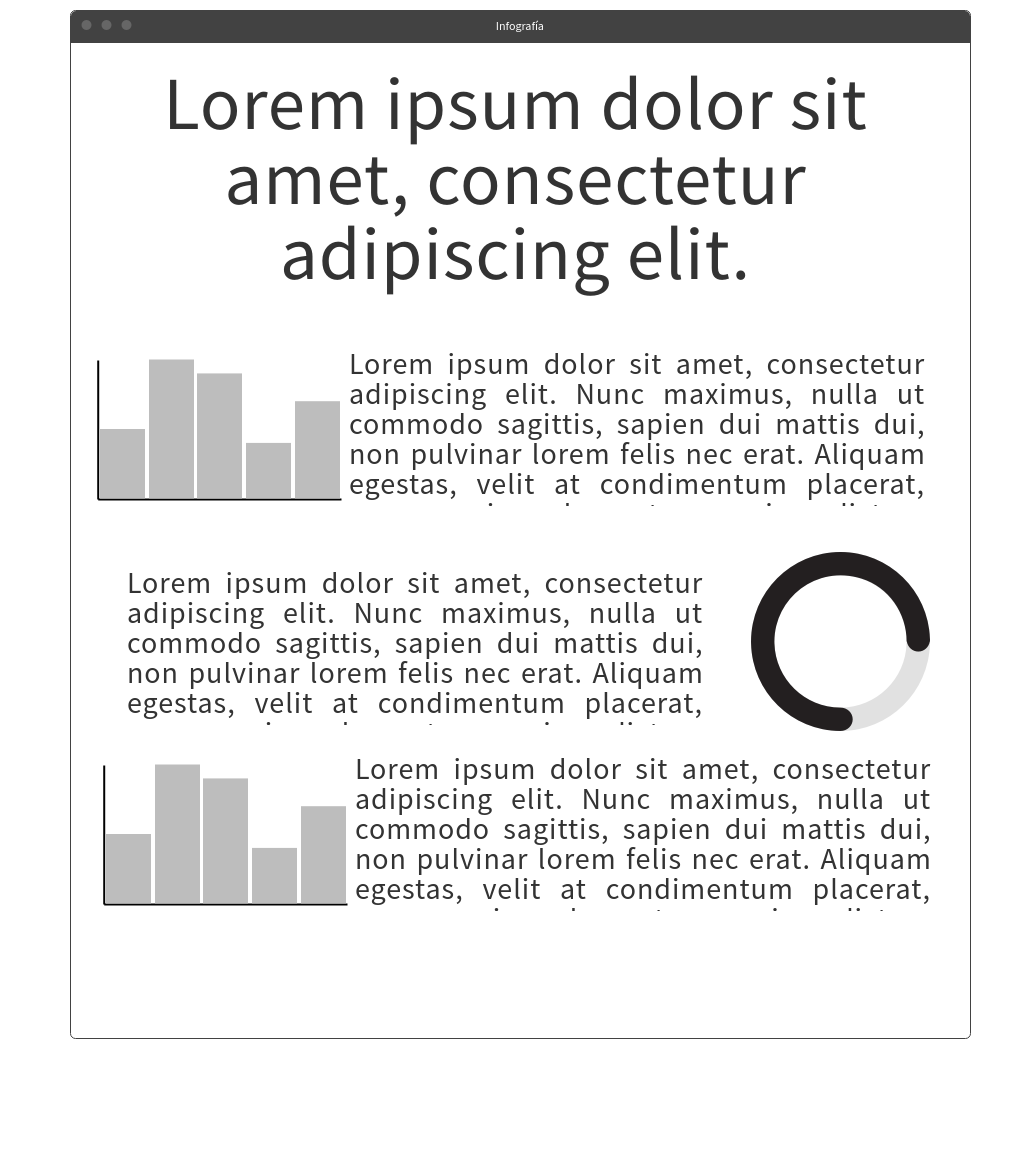 Infografía
Lorem ipsum dolor sit
amet, consectetur
adipiscing elit.
Lorem ipsum dolor sit amet, consectetur
adipiscing elit. Nunc maximus, nulla ut
commodo sagittis, sapien dui mattis dui,
non pulvinar lorem felis nec erat. Aliquam
egestas, velit at condimentum placerat,
Lorem ipsum dolor sit amet, consectetur
adipiscing elit. Nunc maximus, nulla ut
commodo sagittis, sapien dui mattis dui,
non pulvinar lorem felis nec erat. Aliquam
egestas, velit at condimentum placerat,
Lorem ipsum dolor sit amet, consectetur
adipiscing elit. Nunc maximus, nulla ut
commodo sagittis, sapien dui mattis dui,
non pulvinar lorem felis nec erat. Aliquam
egestas, velit at condimentum placerat,